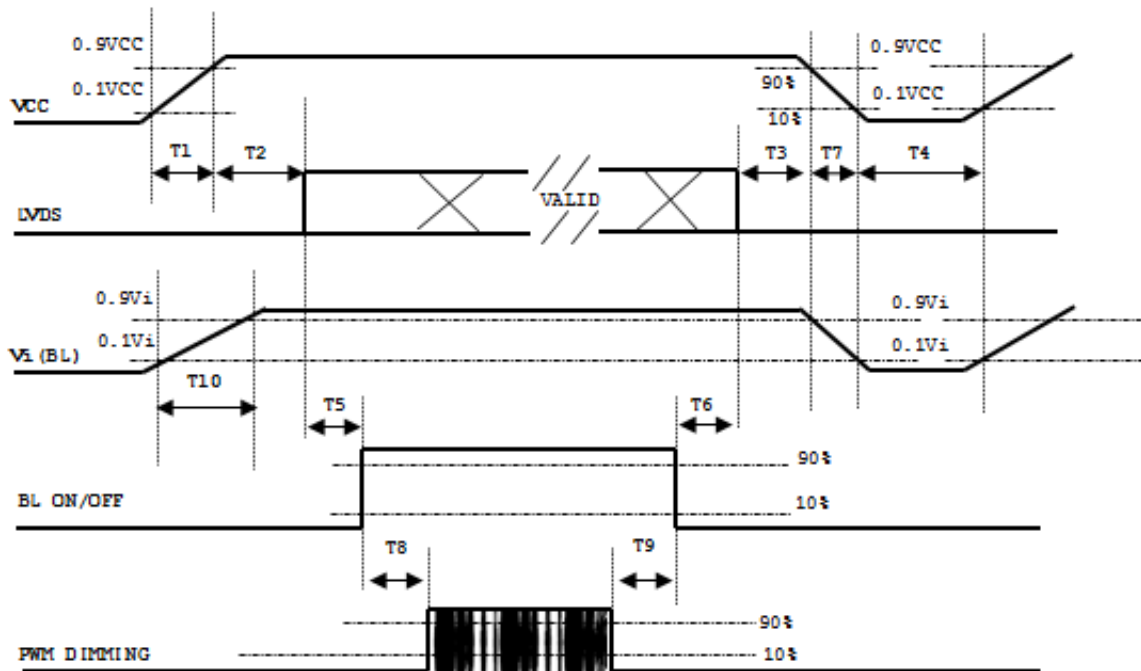 0.9VCC
0.1VCC
VCC
90%
10%
0.9VCC
0.1VCC
T1
T2
T3
T7
T4
LVDS
VALID
0.9Vi
0.1Vi
Vi(BL)
0.9Vi
0.1Vi
T10
T5
T6
BL ON/OFF
90%
10%
T8
T9
PWM DIMMING
90%
10%